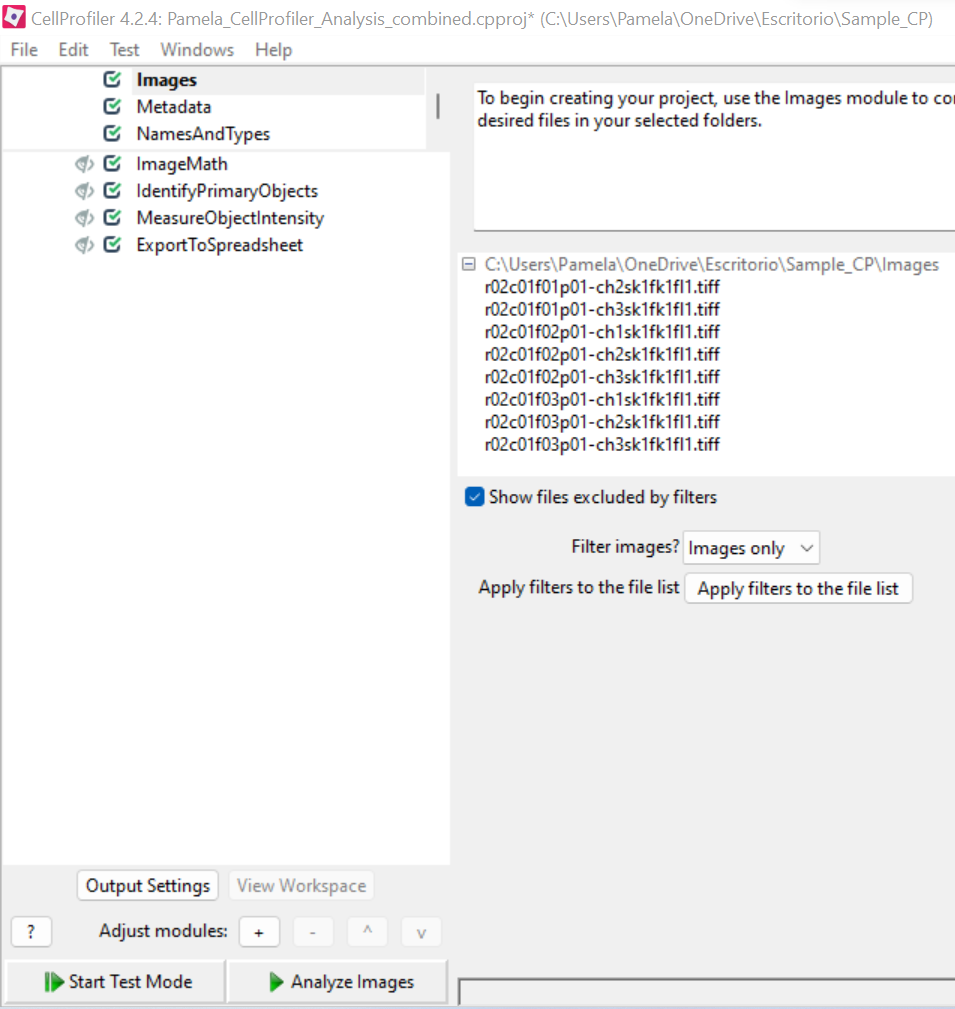 CellProfiler 4.2.4: Pamela_CellProfiler_Analysis_combined.cpproj* (C:\Users\Pamela\OneDrive\Escritorio\Sample_CP)
File Edit Test Windows Help
Images
Metadata
NamesAndTypes
ImageMath
IdentifyPrimaryObjects
MeasureObjectIntensity
ExportToSpreadsheet
To begin creating your project, use the Images module to co
desired files in your selected folders.
C:\Users\Pamela\OneDrive\Escritorio\Sample_CP\Images
r02c01f01p01-ch2sk1fk1fl1.tiff
r02c01f01p01-ch3sk1fk1fl1.tiff
r02c01f02p01-ch1sk1fk1fl1.tiff
r02c01f02p01-ch2sk1fk1fl1.tiff
r02c01f02p01-ch3sk1fk1fl1.tiff
r02c01f03p01-ch1sk1fk1fl1.tiff
r02c01f03p01-ch2sk1fk1fl1.tiff
r02c01f03p01-ch3sk1fk1fl1.tiff
Show files excluded by filters
Filter images? Images only
Apply filters to the file list Apply filters to the file list
Output Settings View Workspace
? Adjust modules: + - ^ v
Start Test Mode Analyze Images